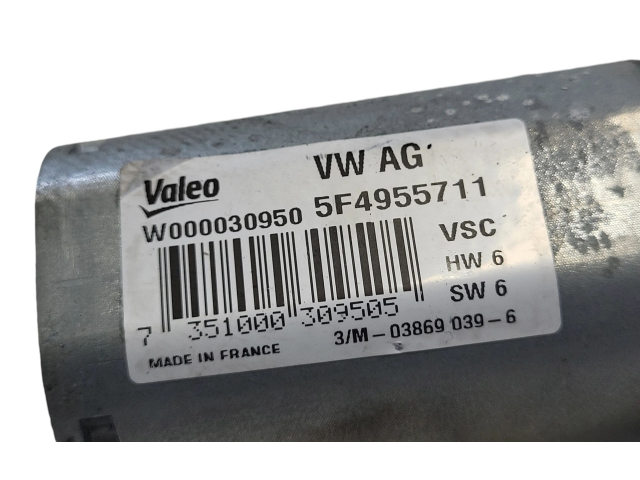 Valeo VW AG
W000030950 5F4955711
VSC
HW 6
SW 6
7 351000 309505
3/M-03869 039-6
MADE IN FRANCE